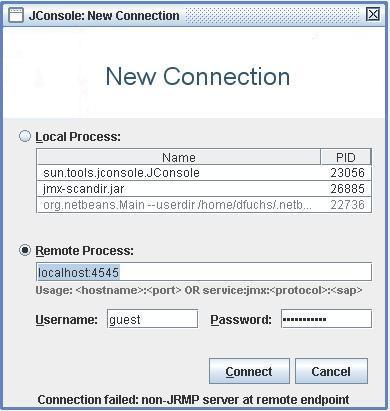 JConsole: New Connection
New Connection
Local Process:
Name PID
sun.tools.jconsole.JConsole 23056
jmx-scandir.jar 26885
org.netbeans.Main --userdir /home/dfuchs/.netb... 22736
Remote Process:
localhost:4545
Usage: <hostname>:<port> OR service:jmx:<protocol>:<sap>
Username: guest Password: ••••••••••••
Connect Cancel
Connection failed: non-JRMP server at remote endpoint